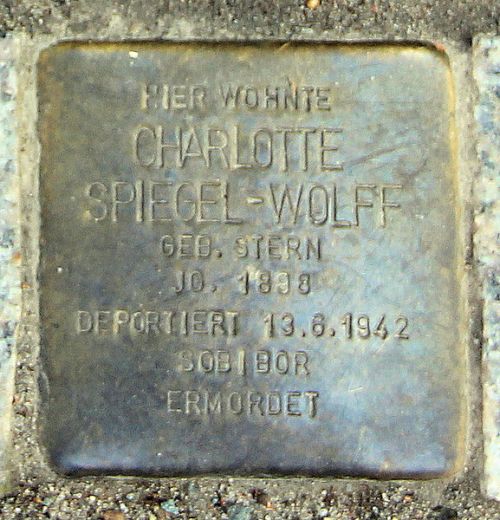 HIER WOHNTE
CHARLOTTE
SPIEGEL-WOLFF
GEB. STERN
JG. 1898
DEPORTIERT 13.6.1942
SOBIBOR
ERMORDET